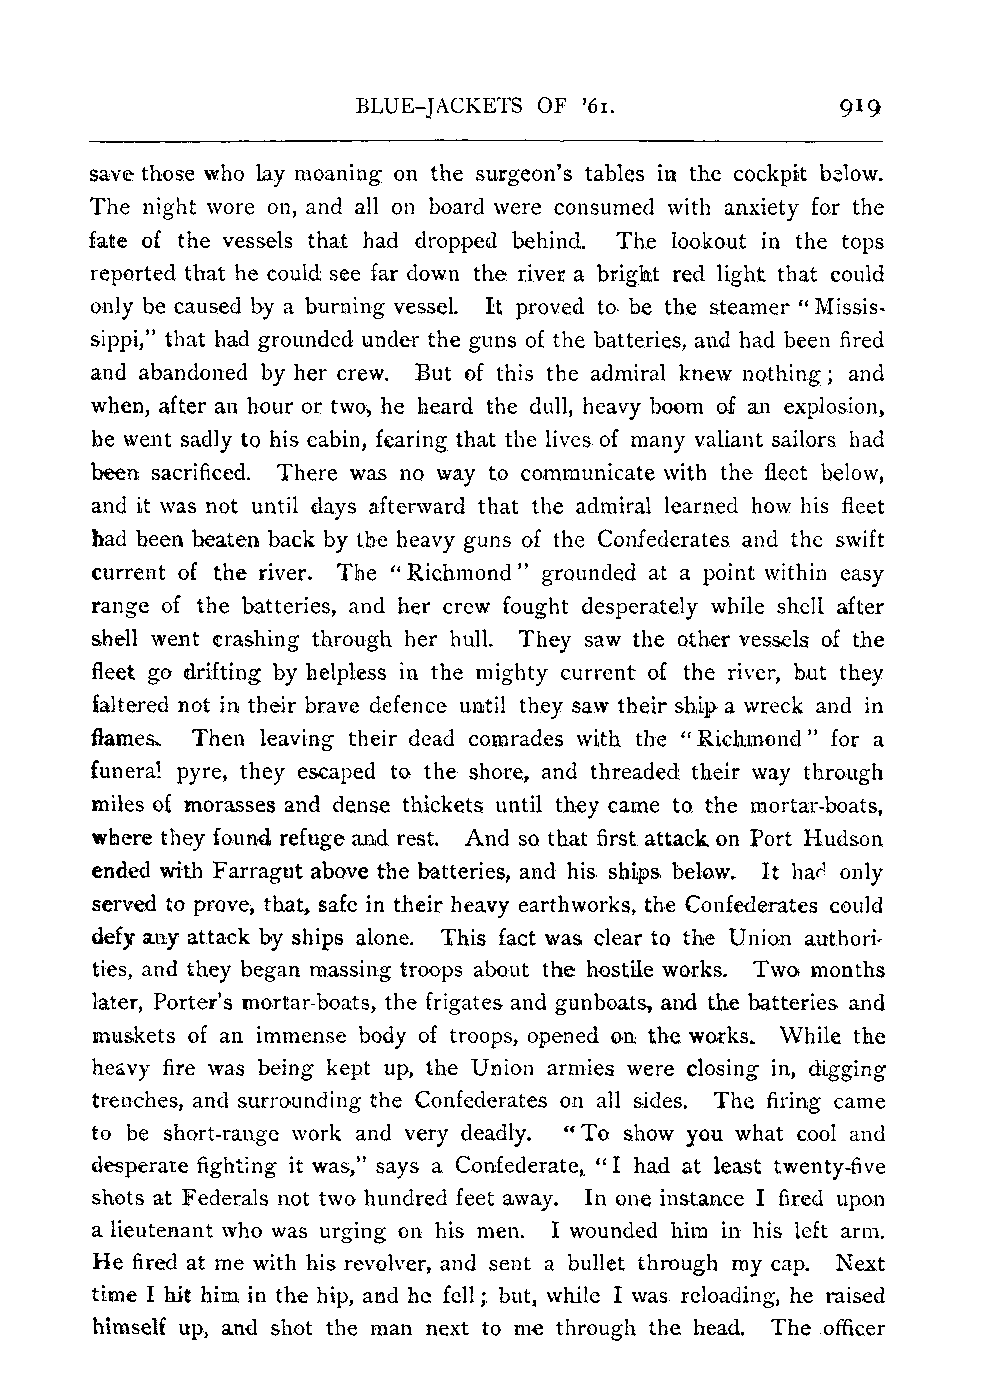 BLUE-JACKETS OF '61. 919
save those who lay moaning on the surgeon's tables in the cockpit below.
The night wore on, and all on board were consumed with anxiety for the
fate of the vessels that had dropped behind. The lookout in the tops
reported that he could see far down the river a bright red light that could
only be caused by a burning vessel. It proved to be the steamer "Missis-
sippi," that had grounded under the guns of the batteries, and had been fired
and abandoned by her crew. But of this the admiral knew nothing; and
when, after an hour or two, he heard the dull, heavy boom of an explosion,
he went sadly to his cabin, fearing that the lives of many valiant sailors had
been sacrificed. There was no way to communicate with the fleet below,
and it was not until days afterward that the admiral learned how his fleet
had been beaten back by the heavy guns of the Confederates and the swift
current of the river. The "Richmond" grounded at a point within easy
range of the batteries, and her crew fought desperately while shell after
shell went crashing through her hull. They saw the other vessels of the
fleet go drifting by helpless in the mighty current of the river, but they
faltered not in their brave defence until they saw their ship a wreck and in
flames. Then leaving their dead comrades with the "Richmond" for a
funeral pyre, they escaped to the shore, and threaded their way through
miles of morasses and dense thickets until they came to the mortar-boats,
where they found refuge and rest. And so that first attack on Port Hudson
ended with Farragut above the batteries, and his ships below. It had only
served to prove, that, safe in their heavy earthworks, the Confederates could
defy any attack by ships alone. This fact was clear to the Union authori-
ties, and they began massing troops about the hostile works. Two months
later, Porter's mortar-boats, the frigates and gunboats, and the batteries and
muskets of an immense body of troops, opened on the works. While the
heavy fire was being kept up, the Union armies were closing in, digging
trenches, and surrounding the Confederates on all sides. The firing came
to be short-range work and very deadly. "To show you what cool and
desperate fighting it was," says a Confederate, "I had at least twenty-five
shots at Federals not two hundred feet away. In one instance I fired upon
a lieutenant who was urging on his men. I wounded him in his left arm.
He fired at me with his revolver, and sent a bullet through my cap. Next
time I hit him in the hip, and he fell; but, while I was reloading, he raised
himself up, and shot the man next to me through the head. The officer